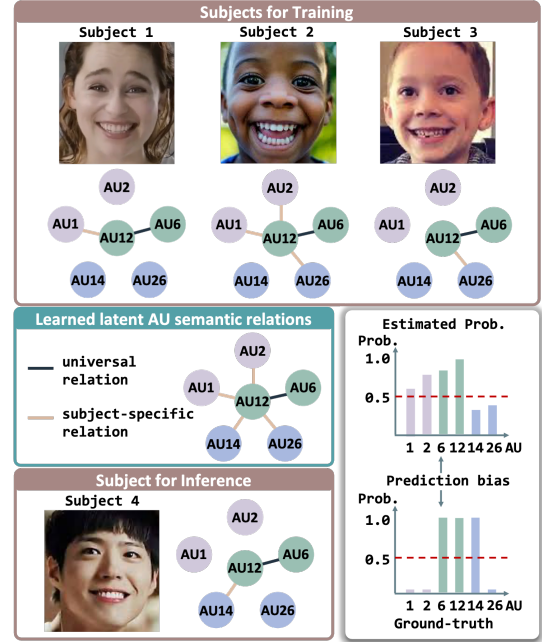 Subjects for Training
Subject 1
Subject 2
Subject 3
AU2
AU1
AU12
AU6
AU14
AU26
AU2
AU1
AU12
AU6
AU14
AU26
AU2
AU1
AU12
AU6
AU14
AU26
Learned latent AU semantic relations
universal
relation
subject-specific
relation
AU2
AU1
AU12
AU6
AU14
AU26
Subject for Inference
Subject 4
AU2
AU1
AU12
AU6
AU14
AU26
Estimated Prob.
Prob.
1.0
0.5
1 2 6 12 14 26 AU
Prediction bias
Prob.
1.0
0.5
1 2 6 12 14 26 AU
Ground-truth